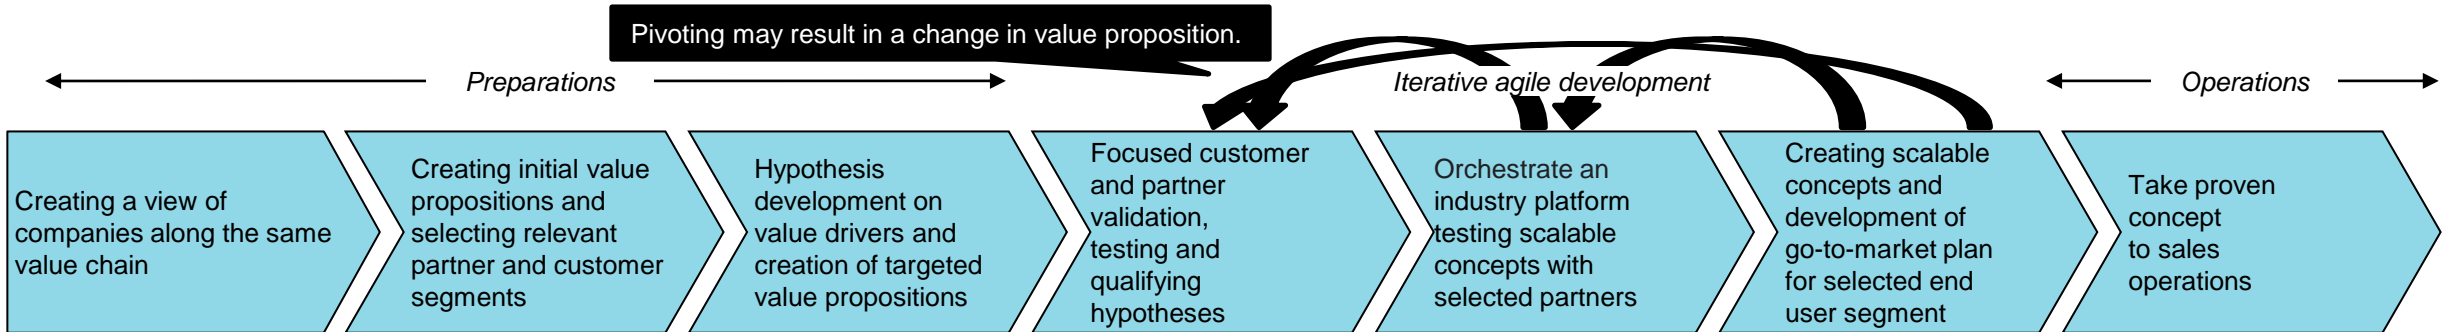 Pivoting may result in a change in value proposition.
Preparations
Iterative agile development
Operations
Creating a view of
companies along the same
value chain
Creating initial value
propositions and
selecting relevant
partner and customer
segments
Hypothesis
development on
value drivers and
creation of targeted
value propositions
Focused customer
and partner
validation,
testing and
qualifying
hypotheses
Orchestrate an
industry platform
testing scalable
concepts with
selected partners
Creating scalable
concepts and
development of
go-to-market plan
for selected end
user segment
Take proven
concept
to sales
operations